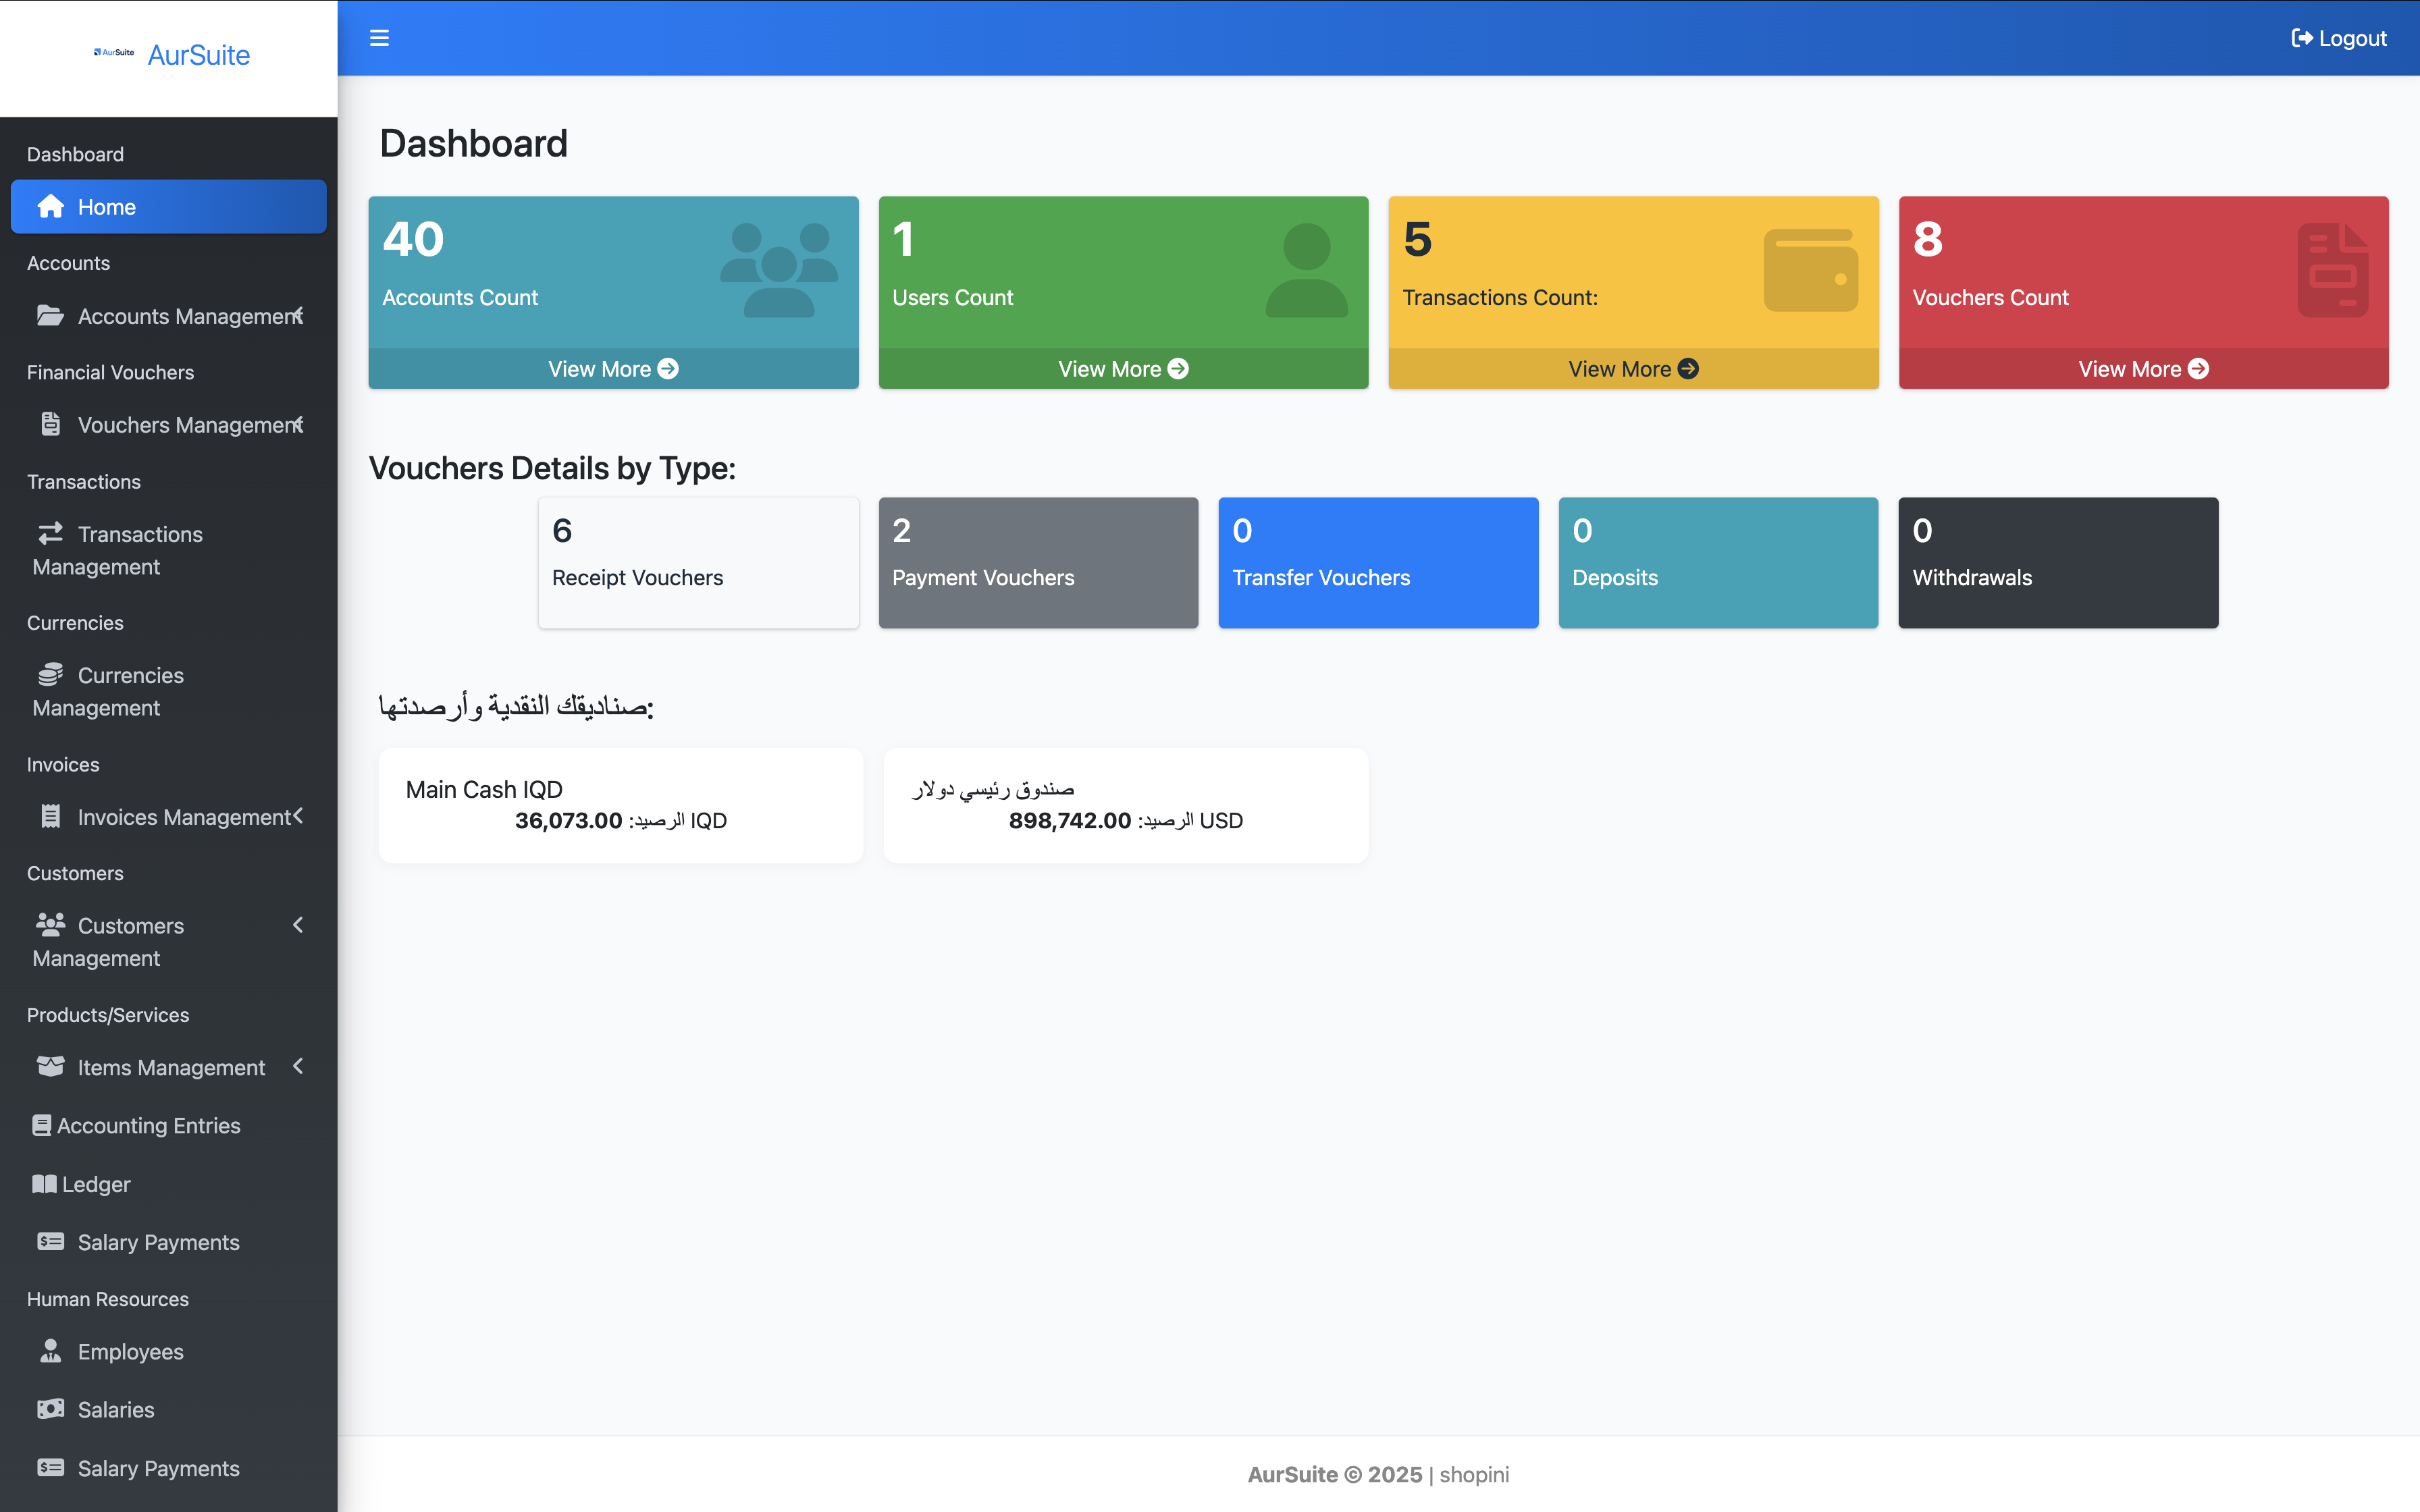 AurSuite AurSuite
Logout
Dashboard
Home
Accounts
Accounts Management
Financial Vouchers
Vouchers Management
Transactions
Transactions
Management
Currencies
Currencies
Management
Invoices
Invoices Management
Customers
Customers
Management
Products/Services
Items Management
Accounting Entries
Ledger
Salary Payments
Human Resources
Employees
Salaries
Salary Payments
Dashboard
40
Accounts Count
View More
1
Users Count
View More
5
Transactions Count:
View More
8
Vouchers Count
View More
Vouchers Details by Type:
6
Receipt Vouchers
2
Payment Vouchers
0
Transfer Vouchers
0
Deposits
0
Withdrawals
صناديقك النقدية وأرصدتها:
Main Cash IQD
الرصيد: 36,073.00 IQD
صندوق رئيسي دولار
الرصيد: 898,742.00 USD
AurSuite © 2025 | shopini